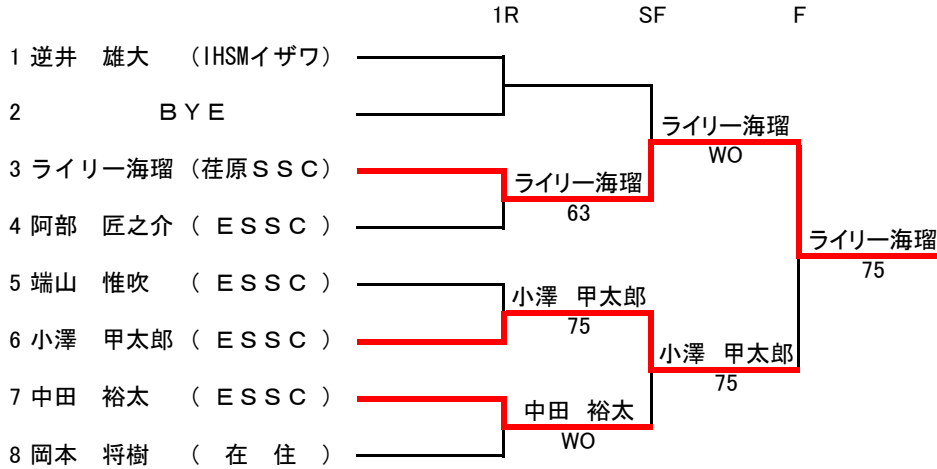 1R SF F
1 逆井 雄大 (IHSMイザワ)
2 BYE
ライリー海瑠
WO
3 ライリー海瑠 (荏原SSC)
ライリー海瑠
63
4 阿部 匠之介 ( ESSC )
ライリー海瑠
75
5 端山 惟吹 ( ESSC )
小澤 甲太郎
75
6 小澤 甲太郎 ( ESSC )
小澤 甲太郎
75
7 中田 裕太 ( ESSC )
中田 裕太
WO
8 岡本 将樹 ( 在 住 )